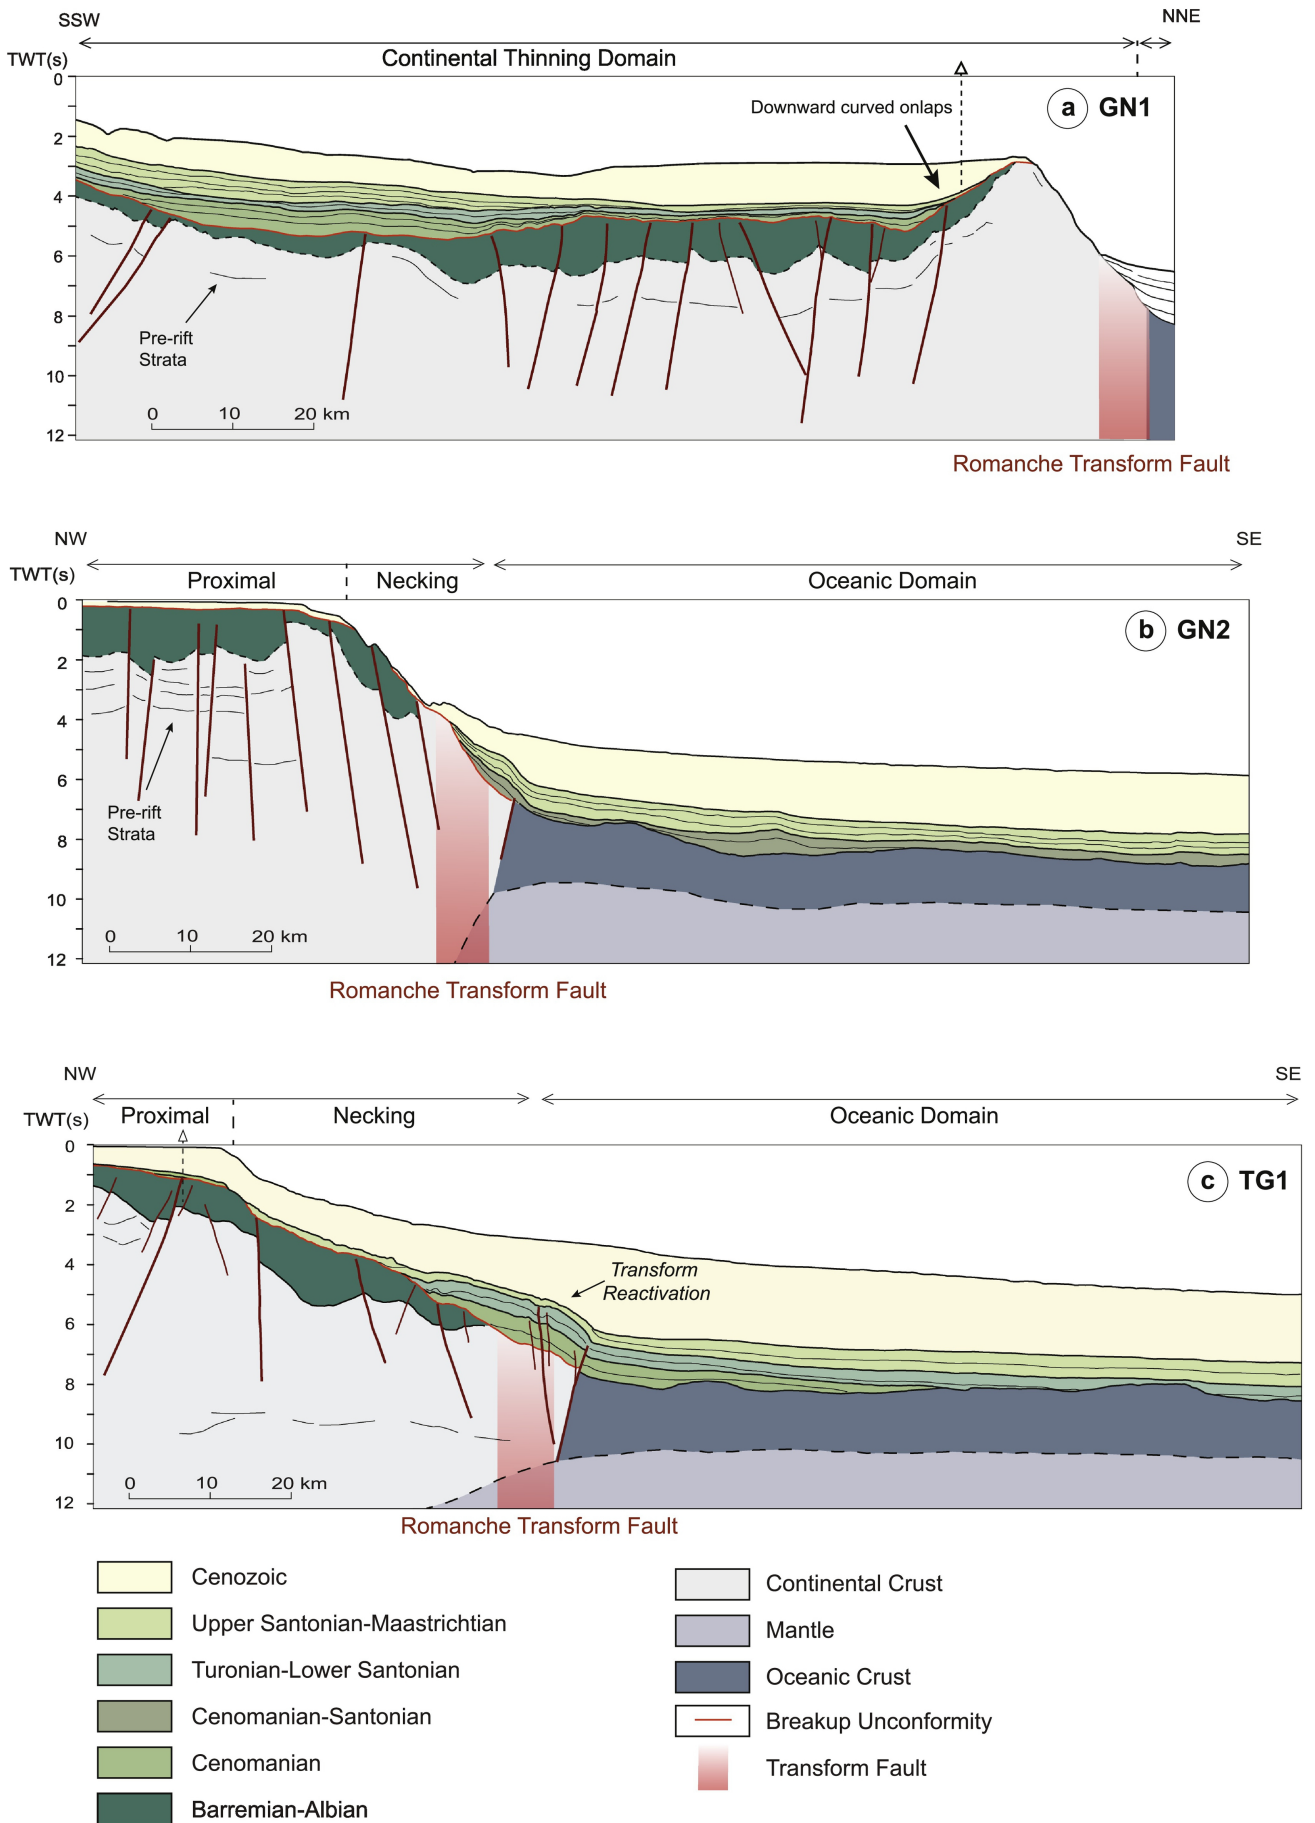 SSW
NNE
TWT(s)
Continental Thinning Domain
0
2
4
6
8
10
12
Downward curved onlaps
a GN1
Pre-rift
Strata
0 10 20 km
Romanche Transform Fault
NW
SE
TWT(s)
Proximal
Necking
Oceanic Domain
0
2
4
6
8
10
12
b GN2
Pre-rift
Strata
0 10 20 km
Romanche Transform Fault
NW
SE
TWT(s)
Proximal
Necking
Oceanic Domain
0
2
4
6
8
10
12
c TG1
Transform
Reactivation
0 10 20 km
Romanche Transform Fault
Cenozoic
Upper Santonian-Maastrichtian
Turonian-Lower Santonian
Cenomanian-Santonian
Cenomanian
Barremian-Albian
Continental Crust
Mantle
Oceanic Crust
Breakup Unconformity
Transform Fault